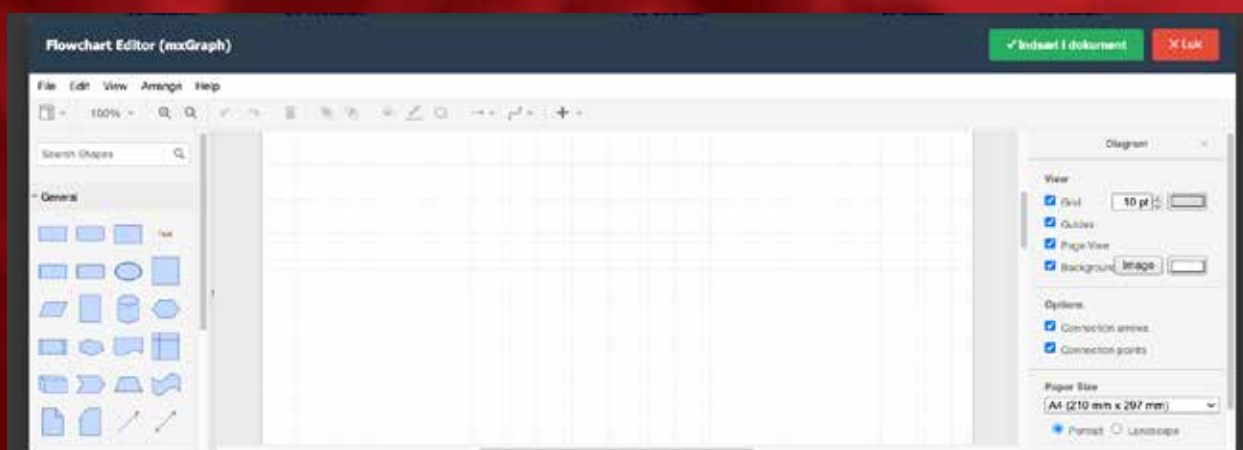 Flowchart Editor (mxGraph)
✓ Indsæt i dokument
✕ Luk
File Edit View Arrange Help
100%
Search Shapes
General
Text
Diagram
View
Grid 10 pt
Guides
Page View
Background Image
Options
Connection arrows
Connection points
Paper Size
A4 (210 mm x 297 mm)
Portrait Landscape